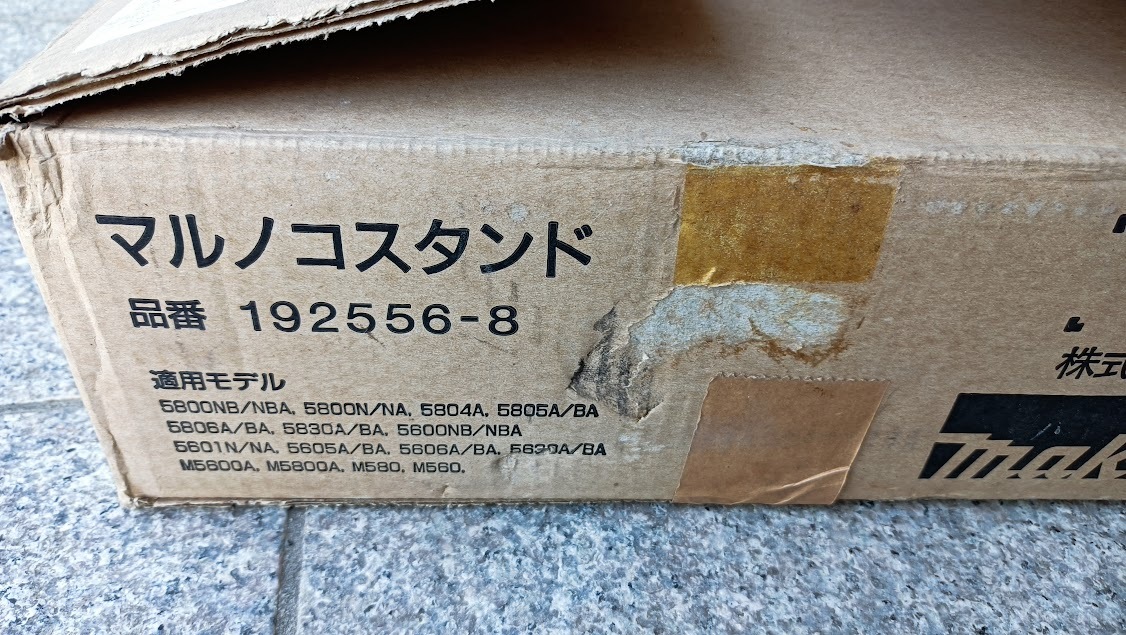 マルノコスタンド
品番 192556-8
適用モデル
5800NB/NBA, 5800N/NA, 5804A, 5805A/BA
5806A/BA, 5830A/BA, 5600NB/NBA
5601N/NA, 5605A/BA, 5606A/BA, 5630A/BA
M5600A, M5800A, M580, M560,
株式
mak